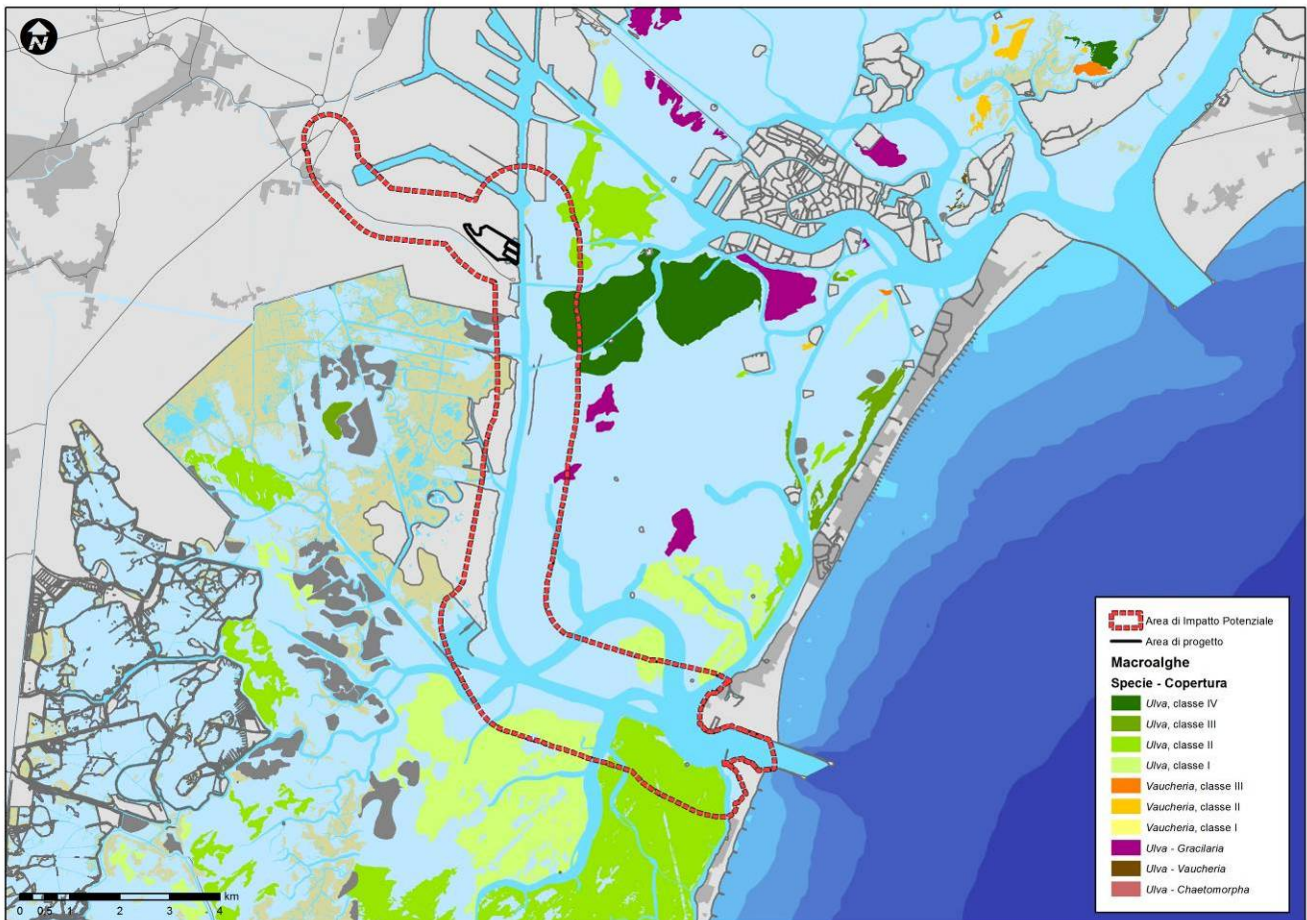 N
Area di Impatto Potenziale
Area di progetto
Macroalghe
Specie - Copertura
Ulva, classe IV
Ulva, classe III
Ulva, classe II
Ulva, classe I
Vaucheria, classe III
Vaucheria, classe II
Vaucheria, classe I
Ulva - Gracilaria
Ulva - Vaucheria
Ulva - Chaetomorpha
km
0 0,5 1 2 3 4